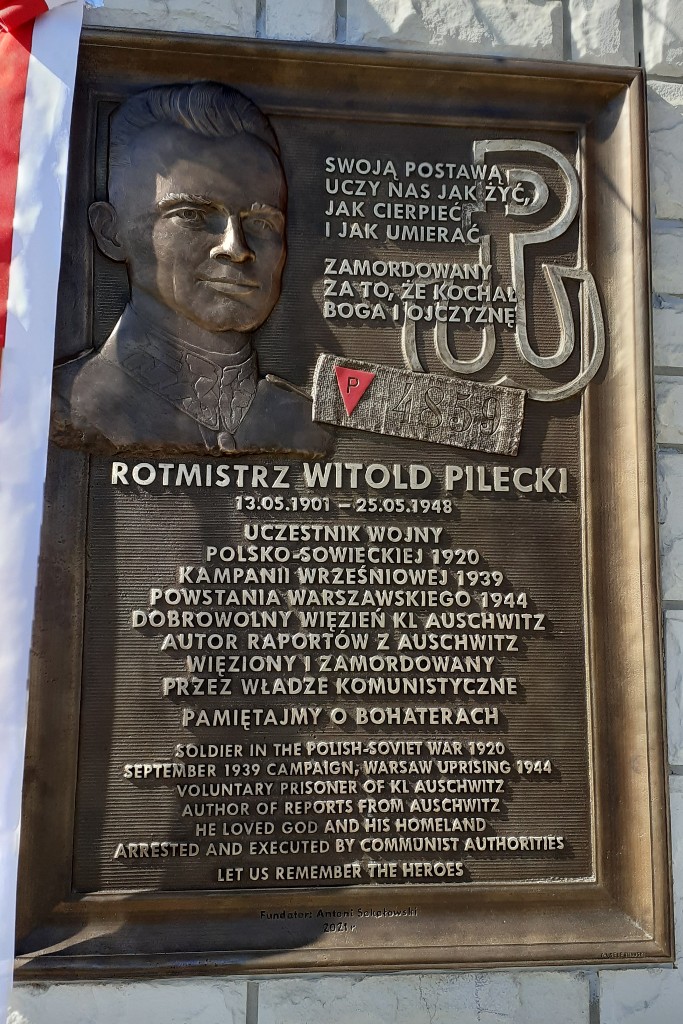 SWOJĄ POSTAWĄ
UCZY NAS JAK ŻYĆ,
JAK CIERPIEĆ
I JAK UMIERAĆ
ZAMORDOWANY
ZA TO, ŻE KOCHAŁ
BOGA I OJCZYZNĘ
P
4859
ROTMISTRZ WITOLD PILECKI
13.05.1901 – 25.05.1948
UCZESTNIK WOJNY
POLSKO-SOWIECKIEJ 1920
KAMPANII WRZEŚNIOWEJ 1939
POWSTANIA WARSZAWSKIEGO 1944
DOBROWOLNY WIĘZIEŃ KL AUSCHWITZ
AUTOR RAPORTÓW Z AUSCHWITZ
WIĘZIONY I ZAMORDOWANY
PRZEZ WŁADZE KOMUNISTYCZNE
PAMIĘTAJMY O BOHATERACH
SOLDIER IN THE POLISH-SOVIET WAR 1920
SEPTEMBER 1939 CAMPAIGN, WARSAW UPRISING 1944
VOLUNTARY PRISONER OF KL AUSCHWITZ
AUTHOR OF REPORTS FROM AUSCHWITZ
HE LOVED GOD AND HIS HOMELAND
ARRESTED AND EXECUTED BY COMMUNIST AUTHORITIES
LET US REMEMBER THE HEROES
Fundator: Antoni Sokołowski
2021 r.